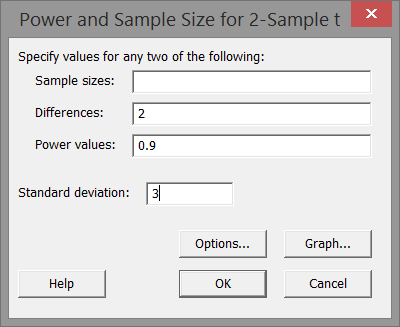 Power and Sample Size for 2-Sample t
Specify values for any two of the following:
Sample sizes:
Differences: 2
Power values: 0.9
Standard deviation: 3
Options... Graph...
Help OK Cancel